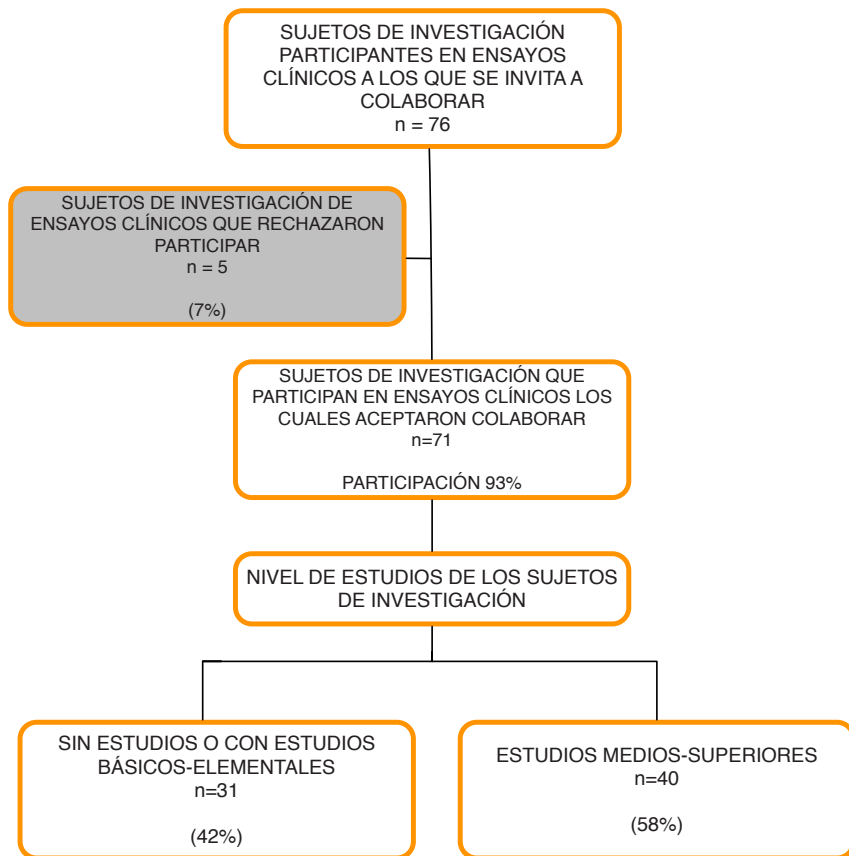 SUJETOS DE INVESTIGACIÓN
PARTICIPANTES EN ENSAYOS
CLÍNICOS A LOS QUE SE INVITA A
COLABORAR
n = 76
SUJETOS DE INVESTIGACIÓN DE
ENSAYOS CLÍNICOS QUE RECHAZARON
PARTICIPAR
n = 5
(7%)
SUJETOS DE INVESTIGACIÓN QUE
PARTICIPAN EN ENSAYOS CLÍNICOS LOS
CUALES ACEPTARON COLABORAR
n=71
PARTICIPACIÓN 93%
NIVEL DE ESTUDIOS DE LOS SUJETOS
DE INVESTIGACIÓN
SIN ESTUDIOS O CON ESTUDIOS
BÁSICOS-ELEMENTALES
n=31
(42%)
ESTUDIOS MEDIOS-SUPERIORES
n=40
(58%)